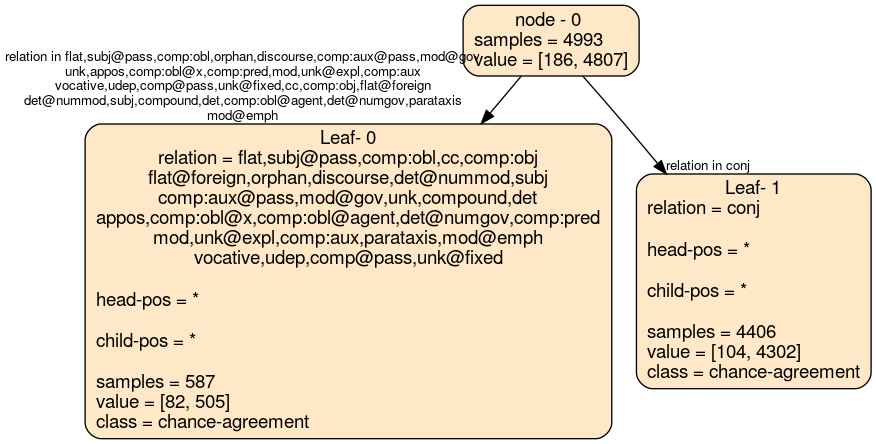 node - 0
samples = 4993
value = [186, 4807]
relation in flat,subj@pass,comp:obl,orphan,discourse,comp:aux@pass,mod@gov
unk,appos,comp:obl@x,comp:pred,mod,unk@expl,comp:aux
vocative,udep,comp@pass,unk@fixed,cc,comp:obj,flat@foreign
det@nummod,subj,compound,det,comp:obl@agent,det@numgov,parataxis
mod@emph
Leaf- 0
relation = flat,subj@pass,comp:obl,cc,comp:obj
flat@foreign,orphan,discourse,det@nummod,subj
comp:aux@pass,mod@gov,unk,compound,det
appos,comp:obl@x,comp:obl@agent,det@numgov,comp:pred
mod,unk@expl,comp:aux,parataxis,mod@emph
vocative,udep,comp@pass,unk@fixed
head-pos = *
child-pos = *
samples = 587
value = [82, 505]
class = chance-agreement
relation in conj
Leaf- 1
relation = conj
head-pos = *
child-pos = *
samples = 4406
value = [104, 4302]
class = chance-agreement